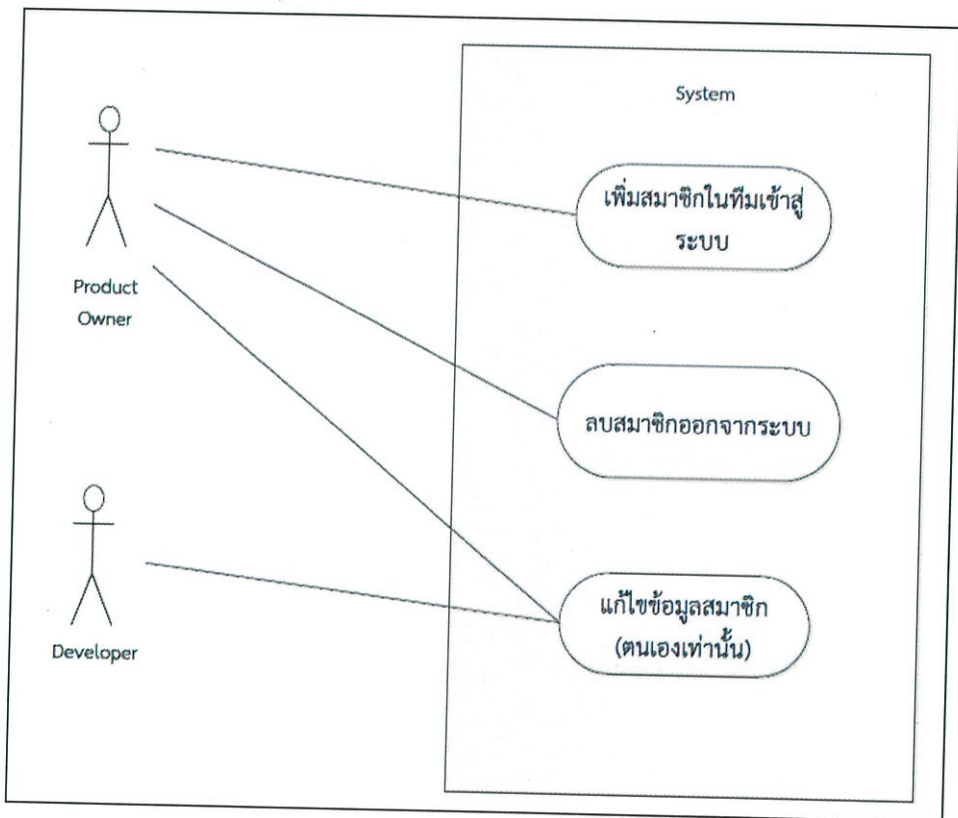 System
เพิ่มสมาชิกในทีมเข้าสู่
ระบบ
Product
Owner
ลบสมาชิกออกจากระบบ
แก้ไขข้อมูลสมาชิก
(ตนเองเท่านั้น)
Developer